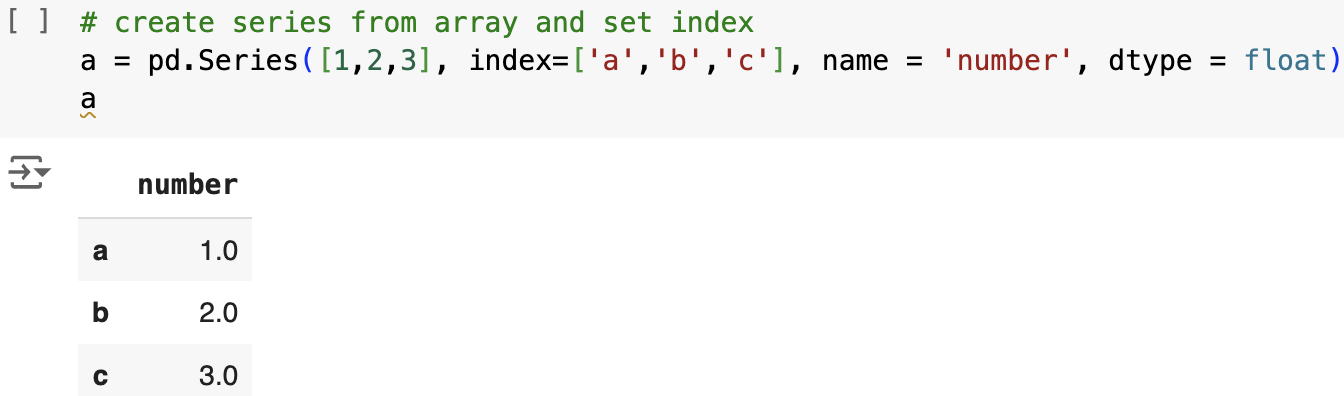 [ ] # create series from array and set index
a = pd.Series([1,2,3], index=['a','b','c'], name = 'number', dtype = float)
a
number
a 1.0
b 2.0
c 3.0